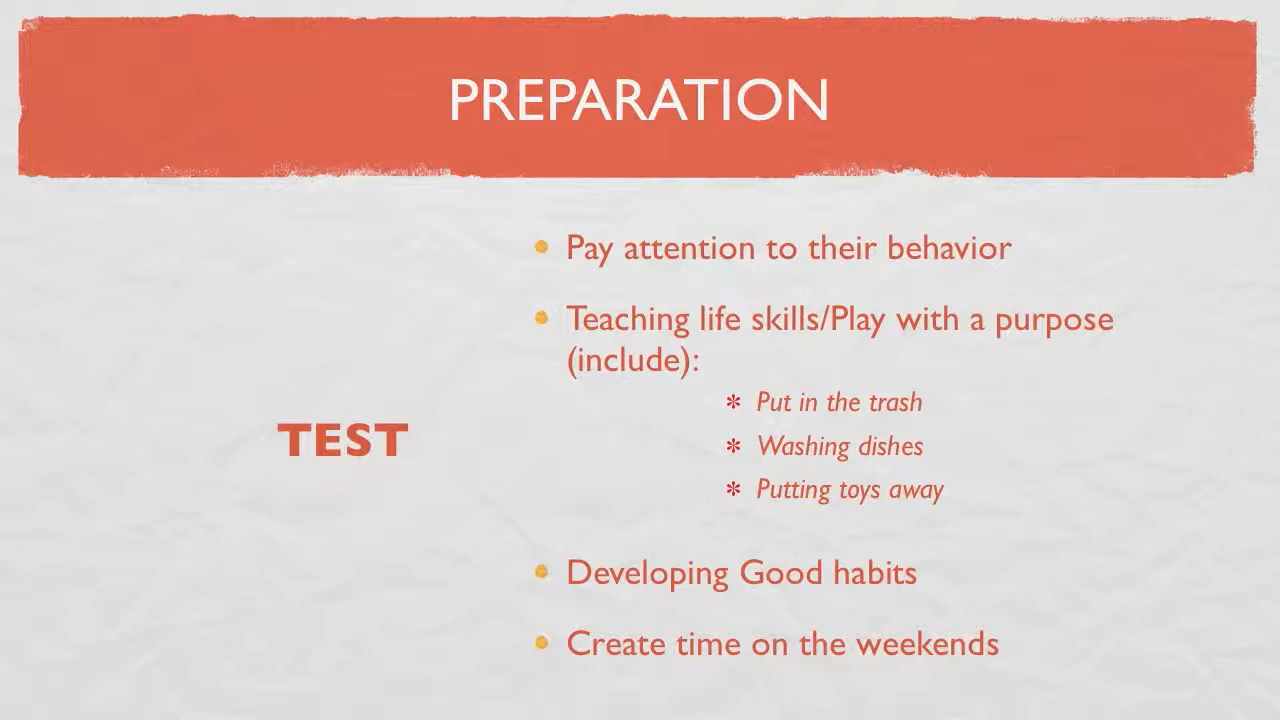 PREPARATION
TEST
Pay attention to their behavior
Teaching life skills/Play with a purpose
(include):
Put in the trash
Washing dishes
Putting toys away
Developing Good habits
Create time on the weekends